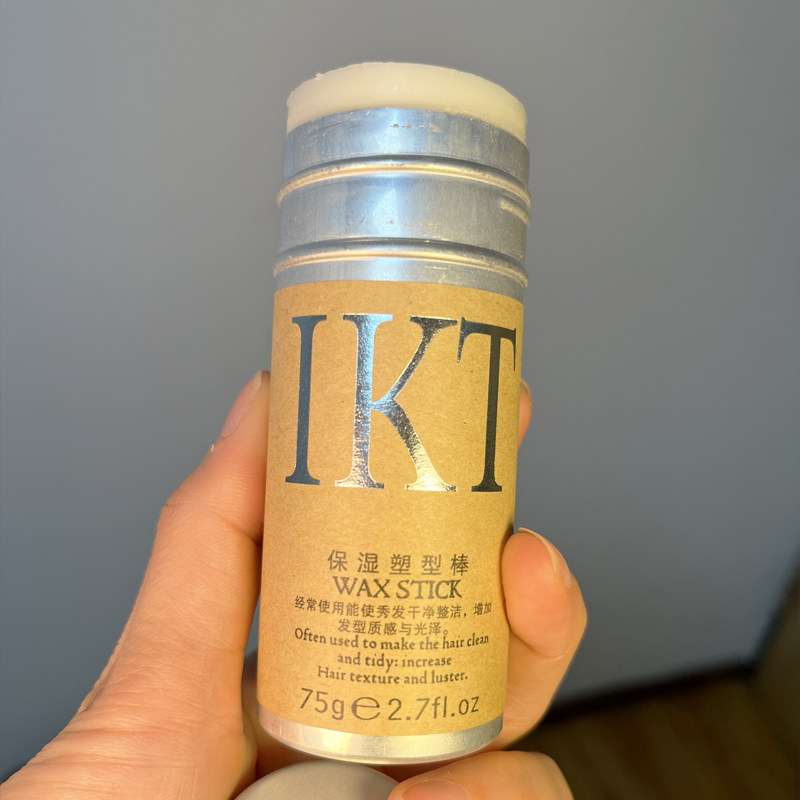 IKT
保湿塑型棒
WAX STICK
经常使用能使秀发干净整洁，增加
发型质感与光泽。
Often used to make the hair clean
and tidy: increase
Hair texture and luster.
75g℮2.7fl.oz